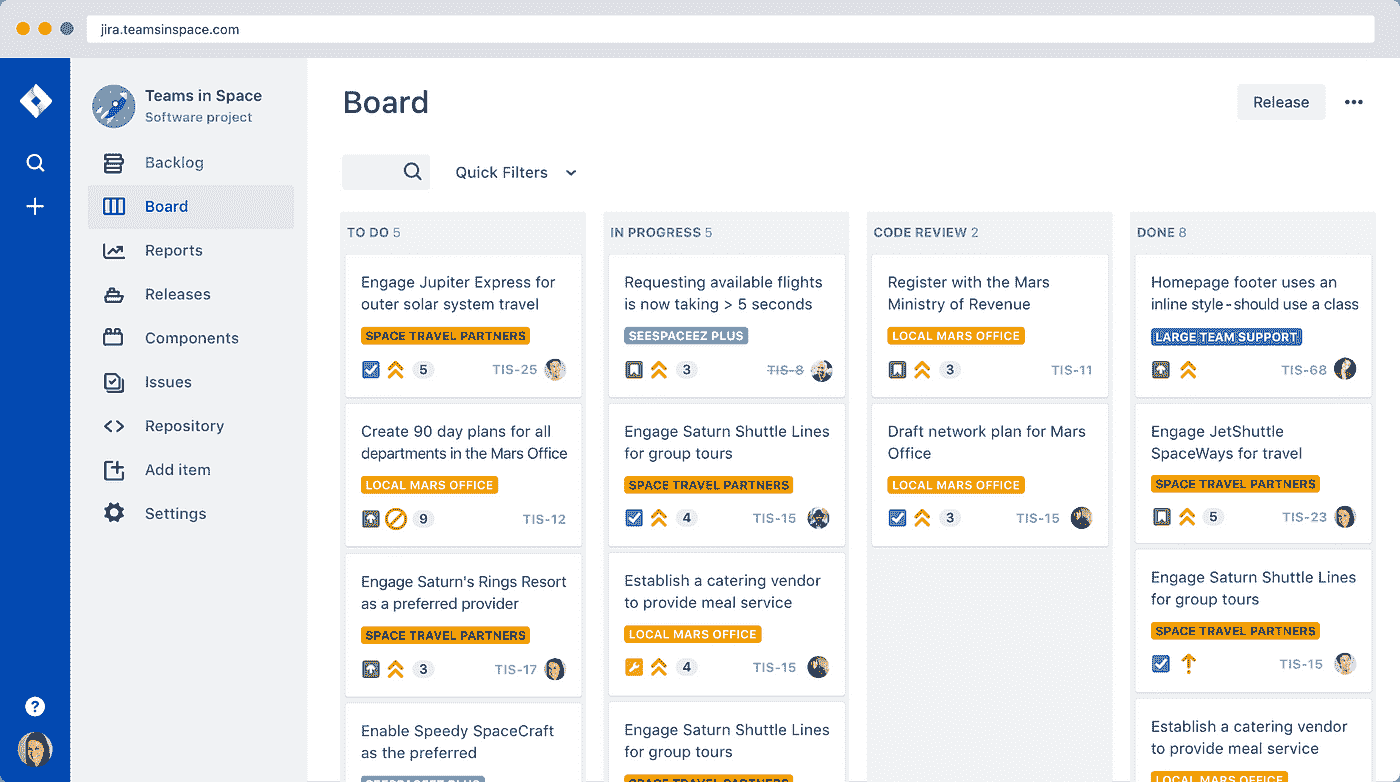 jira.teamsinspace.com
Teams in Space
Software project
Backlog
Board
Reports
Releases
Components
Issues
Repository
Add item
Settings
?
Board
Release
Quick Filters
TO DO 5
Engage Jupiter Express for
outer solar system travel
SPACE TRAVEL PARTNERS
5 TIS-25
Create 90 day plans for all
departments in the Mars Office
LOCAL MARS OFFICE
9 TIS-12
Engage Saturn's Rings Resort
as a preferred provider
SPACE TRAVEL PARTNERS
3 TIS-17
Enable Speedy SpaceCraft
as the preferred
SEESPACEEZ PLUS
IN PROGRESS 5
Requesting available flights
is now taking > 5 seconds
SEESPACEEZ PLUS
3 TIS-8
Engage Saturn Shuttle Lines
for group tours
SPACE TRAVEL PARTNERS
4 TIS-15
Establish a catering vendor
to provide meal service
LOCAL MARS OFFICE
4 TIS-15
Engage Saturn Shuttle Lines
for group tours
SPACE TRAVEL PARTNERS
CODE REVIEW 2
Register with the Mars
Ministry of Revenue
LOCAL MARS OFFICE
3 TIS-11
Draft network plan for Mars
Office
LOCAL MARS OFFICE
3 TIS-15
DONE 8
Homepage footer uses an
inline style-should use a class
LARGE TEAM SUPPORT
TIS-68
Engage JetShuttle
SpaceWays for travel
SPACE TRAVEL PARTNERS
5 TIS-23
Engage Saturn Shuttle Lines
for group tours
SPACE TRAVEL PARTNERS
TIS-15
Establish a catering vendor
to provide meal service
LOCAL MARS OFFICE